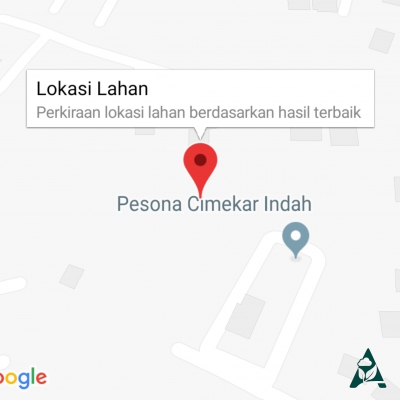 Lokasi Lahan
Perkiraan lokasi lahan berdasarkan hasil terbaik
Pesona Cimekar Indah
oogle